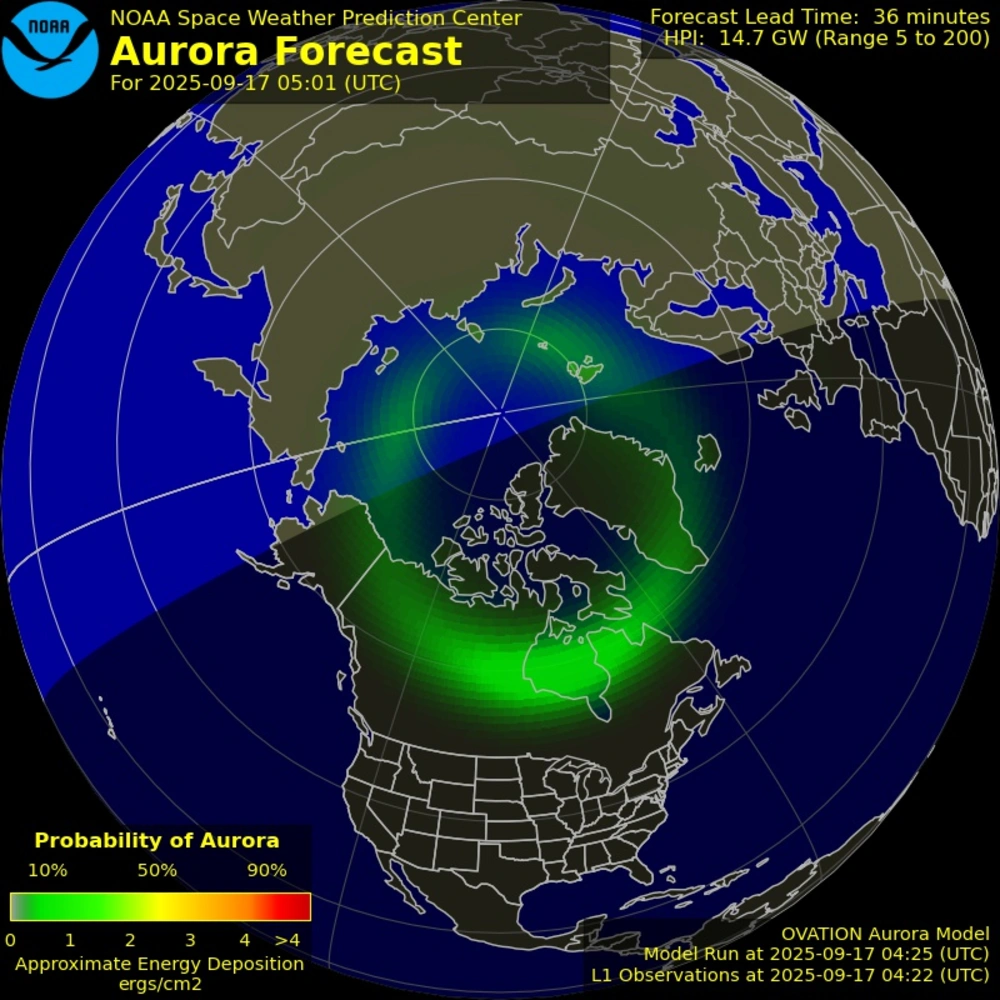 NOAA
NOAA Space Weather Prediction Center
Aurora Forecast
For 2025-09-17 05:01 (UTC)
Forecast Lead Time: 36 minutes
HPI: 14.7 GW (Range 5 to 200)
Probability of Aurora
10% 50% 90%
0 1 2 3 4 >4
Approximate Energy Deposition
ergs/cm2
OVATION Aurora Model
Model Run at 2025-09-17 04:25 (UTC)
L1 Observations at 2025-09-17 04:22 (UTC)